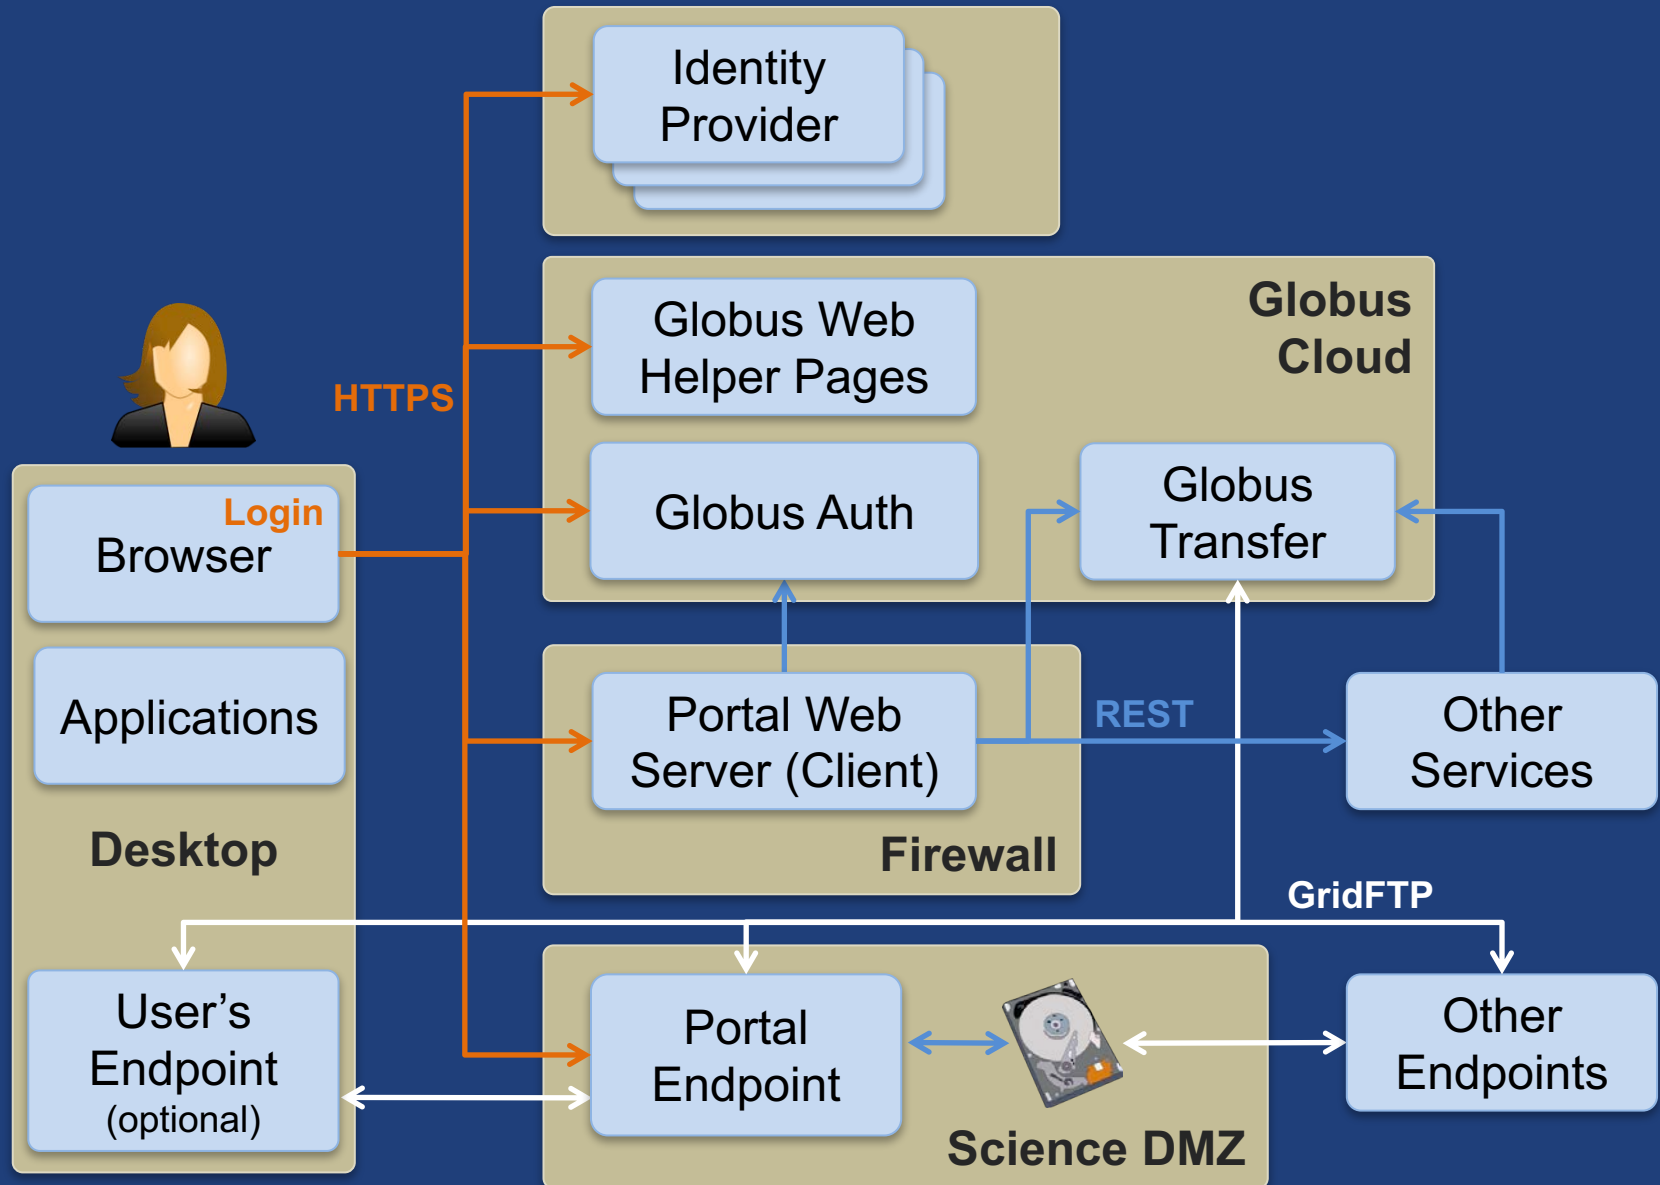 Identity
Provider
Globus Web
Helper Pages
Globus
Cloud
HTTPS
Login
Browser
Globus Auth
Globus
Transfer
Applications
Portal Web
Server (Client)
REST
Other
Services
Desktop
Firewall
GridFTP
User’s
Endpoint
(optional)
Portal
Endpoint
Other
Endpoints
Science DMZ